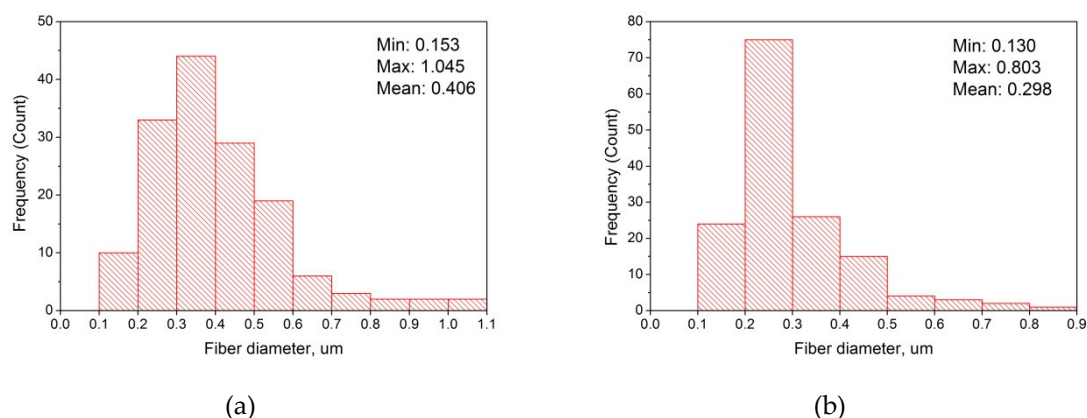 50
40
30
20
10
0
Frequency (Count)
Min: 0.153
Max: 1.045
Mean: 0.406
0.0 0.1 0.2 0.3 0.4 0.5 0.6 0.7 0.8 0.9 1.0 1.1
Fiber diameter, um
(a)
80
70
60
50
40
30
20
10
0
Frequency (Count)
Min: 0.130
Max: 0.803
Mean: 0.298
0.0 0.1 0.2 0.3 0.4 0.5 0.6 0.7 0.8 0.9
Fiber diameter, um
(b)